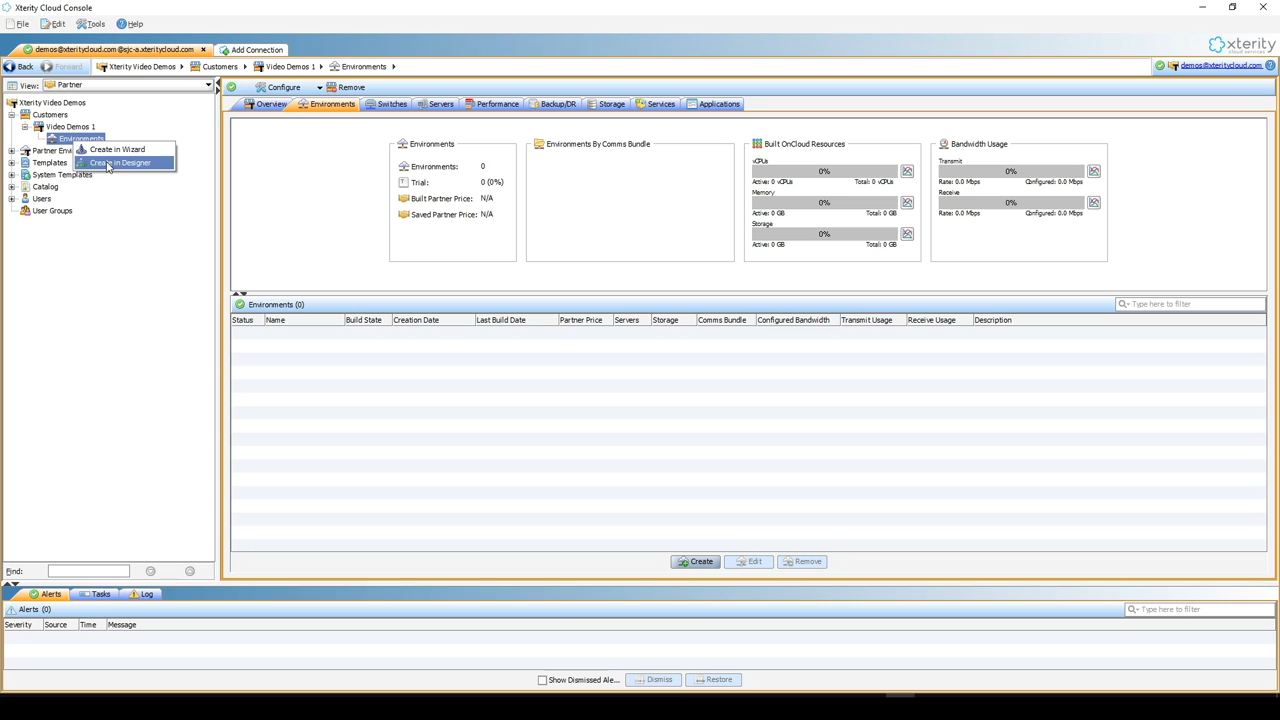 Xterity Cloud Console
File Edit Tools Help
demos@xteritycloud.com@sjc-a.xteritycloud.com Add Connection
xterity
cloud services
Back Forward Xterity Video Demos Customers Video Demos 1 Environments demos@xteritycloud.com
View: Partner
Configure Remove
Xterity Video Demos
Customers
Video Demos 1
Environments
Partner Envi
Templates
System Templates
Catalog
Users
User Groups
Create in Wizard
Create in Designer
Find:
Overview Environments Switches Servers Performance Backup/DR Storage Services Applications
Environments
Environments: 0
Trial: 0 (0%)
Built Partner Price: N/A
Saved Partner Price: N/A
Environments By Comms Bundle
Built OnCloud Resources
vCPUs
0%
Active: 0 vCPUs Total: 0 vCPUs
Memory
0%
Active: 0 GB Total: 0 GB
Storage
0%
Active: 0 GB Total: 0 GB
Bandwidth Usage
Transmit
0%
Rate: 0.0 Mbps Configured: 0.0 Mbps
Receive
0%
Rate: 0.0 Mbps Configured: 0.0 Mbps
Environments (0) Type here to filter
Status Name Build State Creation Date Last Build Date Partner Price Servers Storage Comms Bundle Configured Bandwidth Transmit Usage Receive Usage Description
Create Edit Remove
Alerts Tasks Log
Alerts (0) Type here to filter
Severity Source Time Message
Show Dismissed Ale... Dismiss Restore